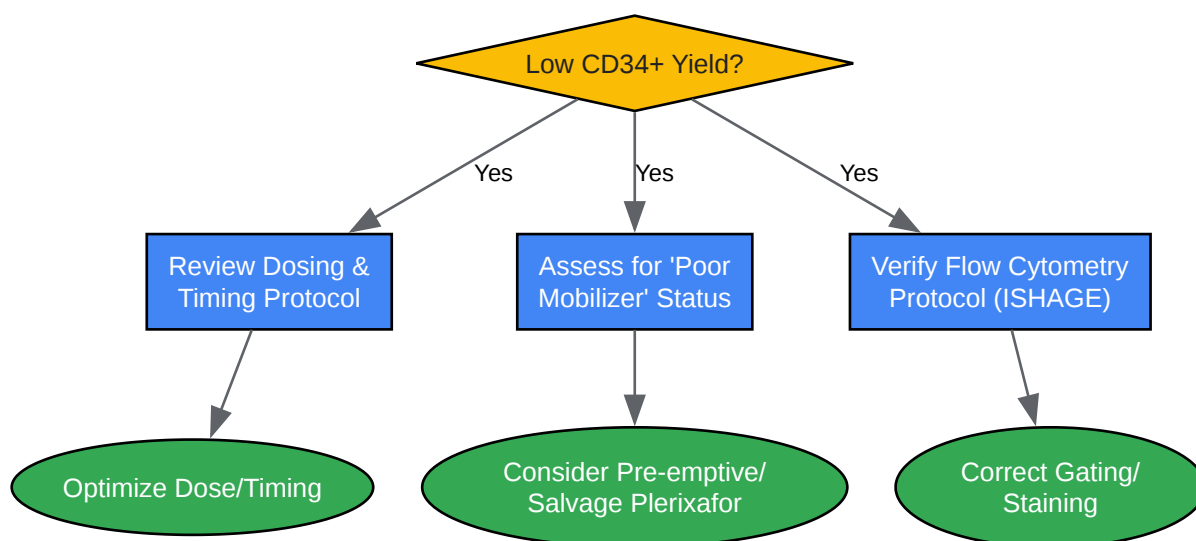 Low CD34+ Yield?
Yes
Yes
Yes
Review Dosing &
Timing Protocol
Assess for 'Poor
Mobilizer' Status
Verify Flow Cytometry
Protocol (ISHAGE)
Optimize Dose/Timing
Consider Pre-emptive/
Salvage Plerixafor
Correct Gating/
Staining